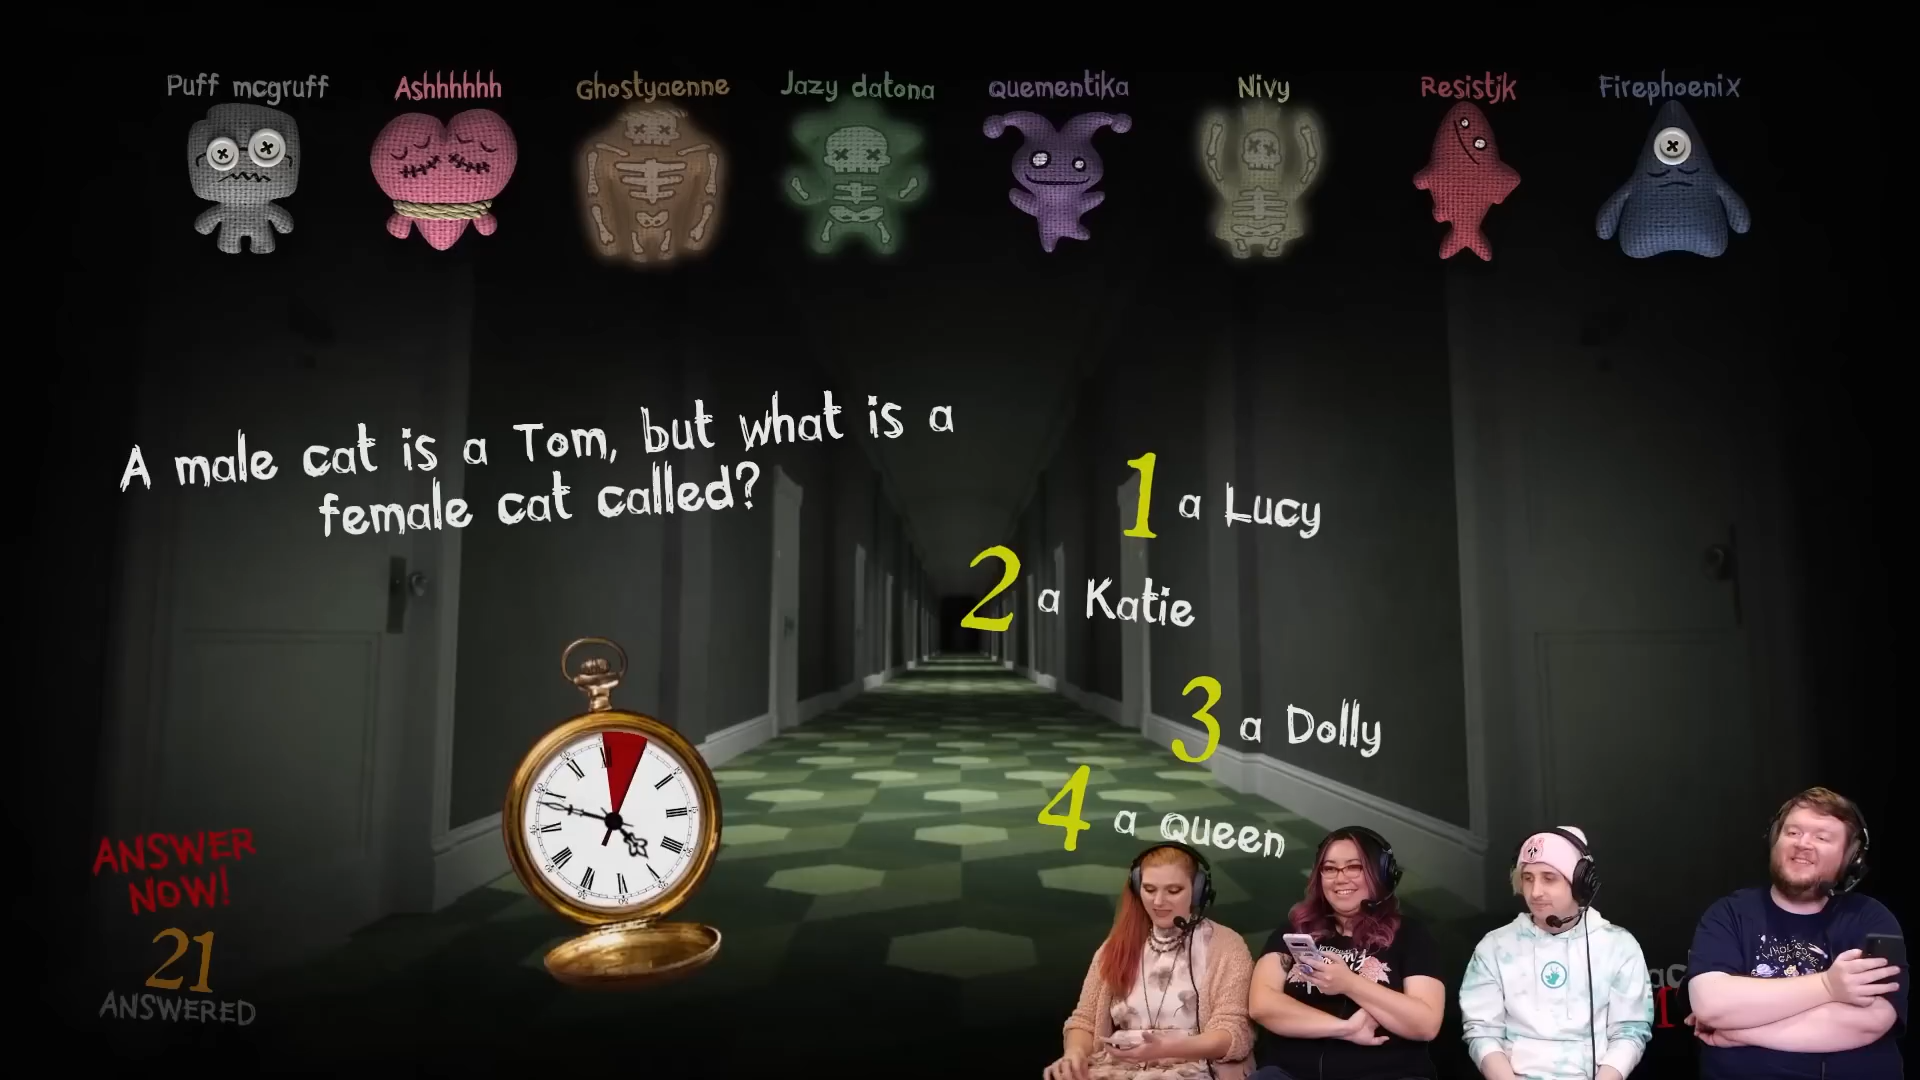 Puff mcgruff
Ashhhhhh
Ghostyaenne
Jazy datona
quementika
Nivy
Resistjk
Firephoenix
A male cat is a Tom, but what is a
female cat called?
1 a Lucy
2 a Katie
3 a Dolly
4 a queen
ANSWER
NOW!
21
ANSWERED